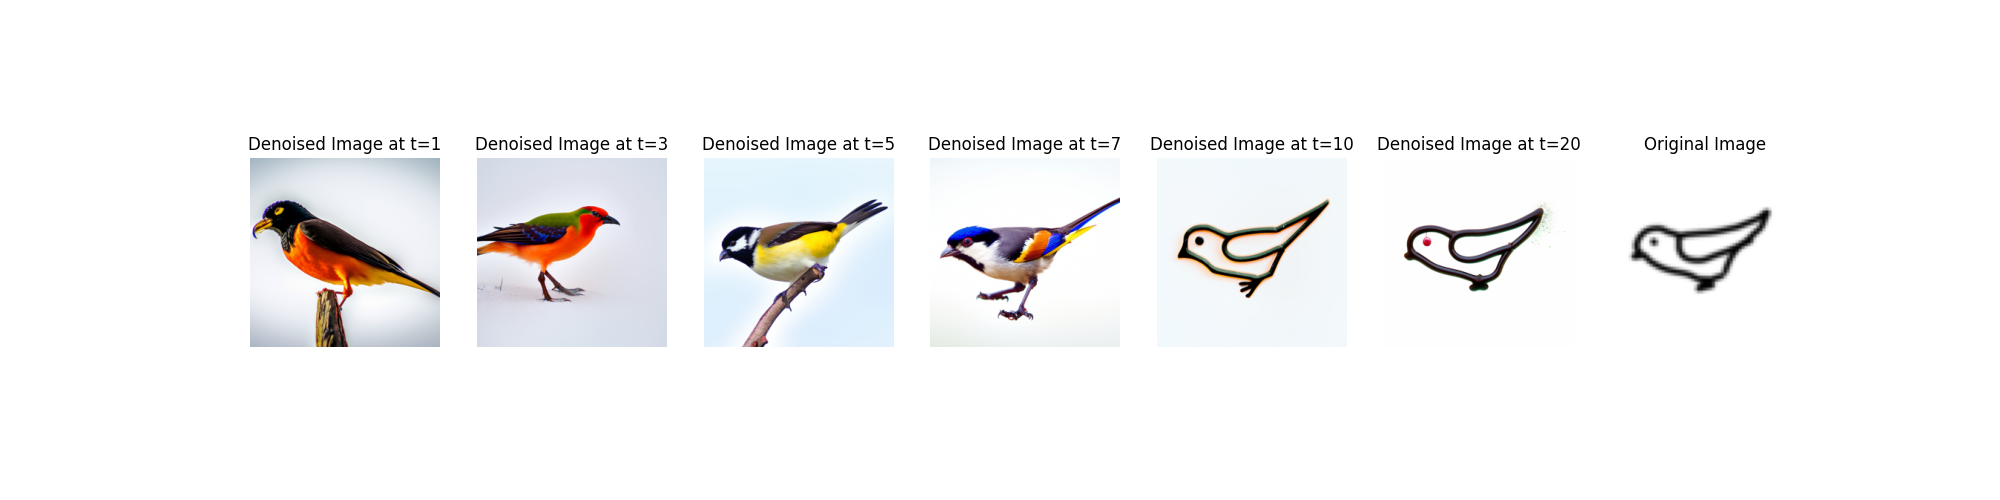 Denoised Image at t=1
Denoised Image at t=3
Denoised Image at t=5
Denoised Image at t=7
Denoised Image at t=10
Denoised Image at t=20
Original Image